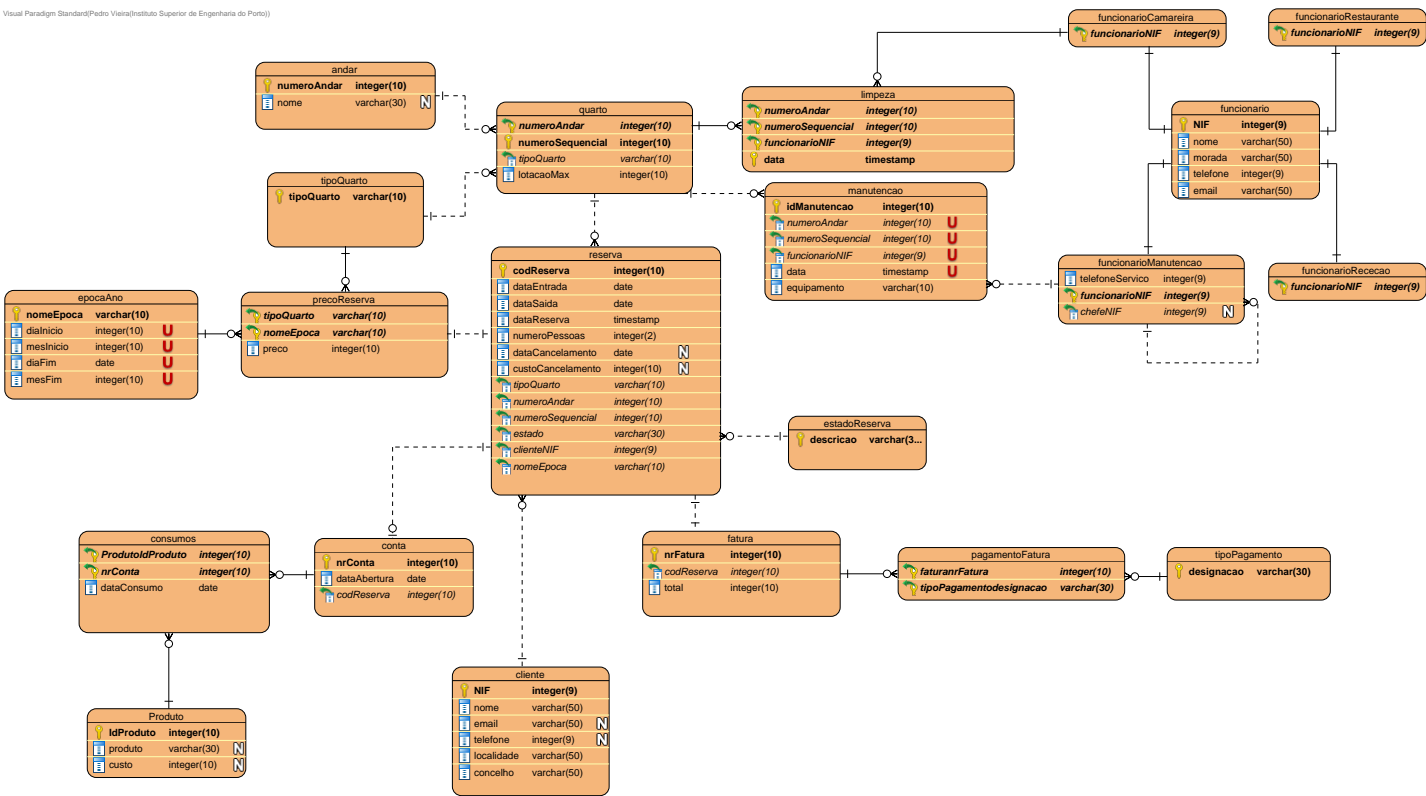 Visual Paradigm Standard(Pedro Vieira(Instituto Superior de Engenharia do Porto))
funcionarioCamareira
funcionarioNIF integer(9)
funcionarioRestaurante
funcionarioNIF integer(9)
andar
numeroAndar integer(10)
nome varchar(30) N
quarto
numeroAndar integer(10)
numeroSequencial integer(10)
tipoQuarto varchar(10)
lotacaoMax integer(10)
limpeza
numeroAndar integer(10)
numeroSequencial integer(10)
funcionarioNIF integer(9)
data timestamp
funcionario
NIF integer(9)
nome varchar(50)
morada varchar(50)
telefone integer(9)
email varchar(50)
tipoQuarto
tipoQuarto varchar(10)
manutencao
idManutencao integer(10)
numeroAndar integer(10) U
numeroSequencial integer(10) U
funcionarioNIF integer(9) U
data timestamp U
equipamento varchar(10)
funcionarioManutencao
telefoneServico integer(9)
funcionarioNIF integer(9)
chefeNIF integer(9) N
funcionarioRececao
funcionarioNIF integer(9)
epocaAno
nomeEpoca varchar(10)
diaInicio integer(10) U
mesInicio integer(10) U
diaFim date U
mesFim integer(10) U
precoReserva
tipoQuarto varchar(10)
nomeEpoca varchar(10)
preco integer(10)
reserva
codReserva integer(10)
dataEntrada date
dataSaida date
dataReserva timestamp
numeroPessoas integer(2)
dataCancelamento date N
custoCancelamento integer(10) N
tipoQuarto varchar(10)
numeroAndar integer(10)
numeroSequencial integer(10)
estado varchar(30)
clienteNIF integer(9)
nomeEpoca varchar(10)
estadoReserva
descricao varchar(3...
consumos
ProdutoIdProduto integer(10)
nrConta integer(10)
dataConsumo date
conta
nrConta integer(10)
dataAbertura date
codReserva integer(10)
fatura
nrFatura integer(10)
codReserva integer(10)
total integer(10)
pagamentoFatura
faturanrFatura integer(10)
tipoPagamentodesignacao varchar(30)
tipoPagamento
designacao varchar(30)
cliente
NIF integer(9)
nome varchar(50)
email varchar(50) N
telefone integer(9) N
localidade varchar(50)
concelho varchar(50)
Produto
IdProduto integer(10)
produto varchar(30) N
custo integer(10) N